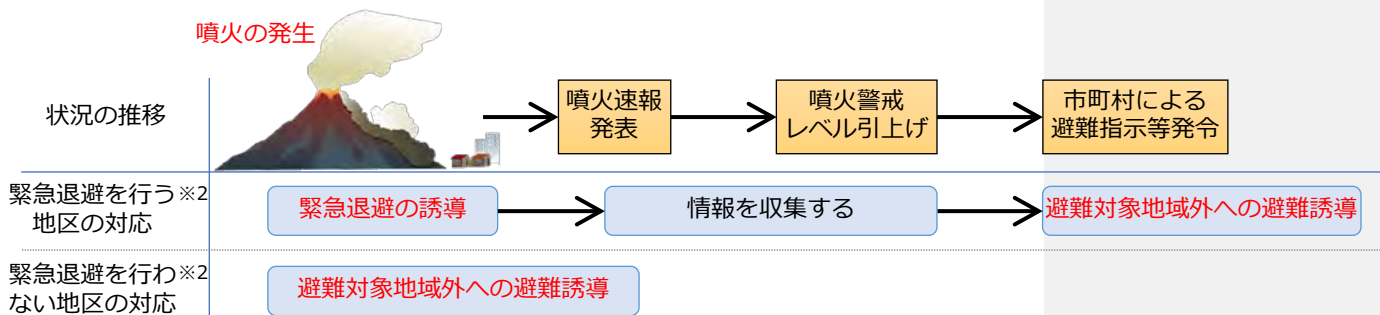 噴火の発生
状況の推移
噴火速報
発表
噴火警戒
レベル引上げ
市町村による
避難指示等発令
緊急退避を行う※2
地区の対応
緊急退避の誘導
情報を収集する
避難対象地域外への避難誘導
緊急退避を行わ※2
ない地区の対応
避難対象地域外への避難誘導